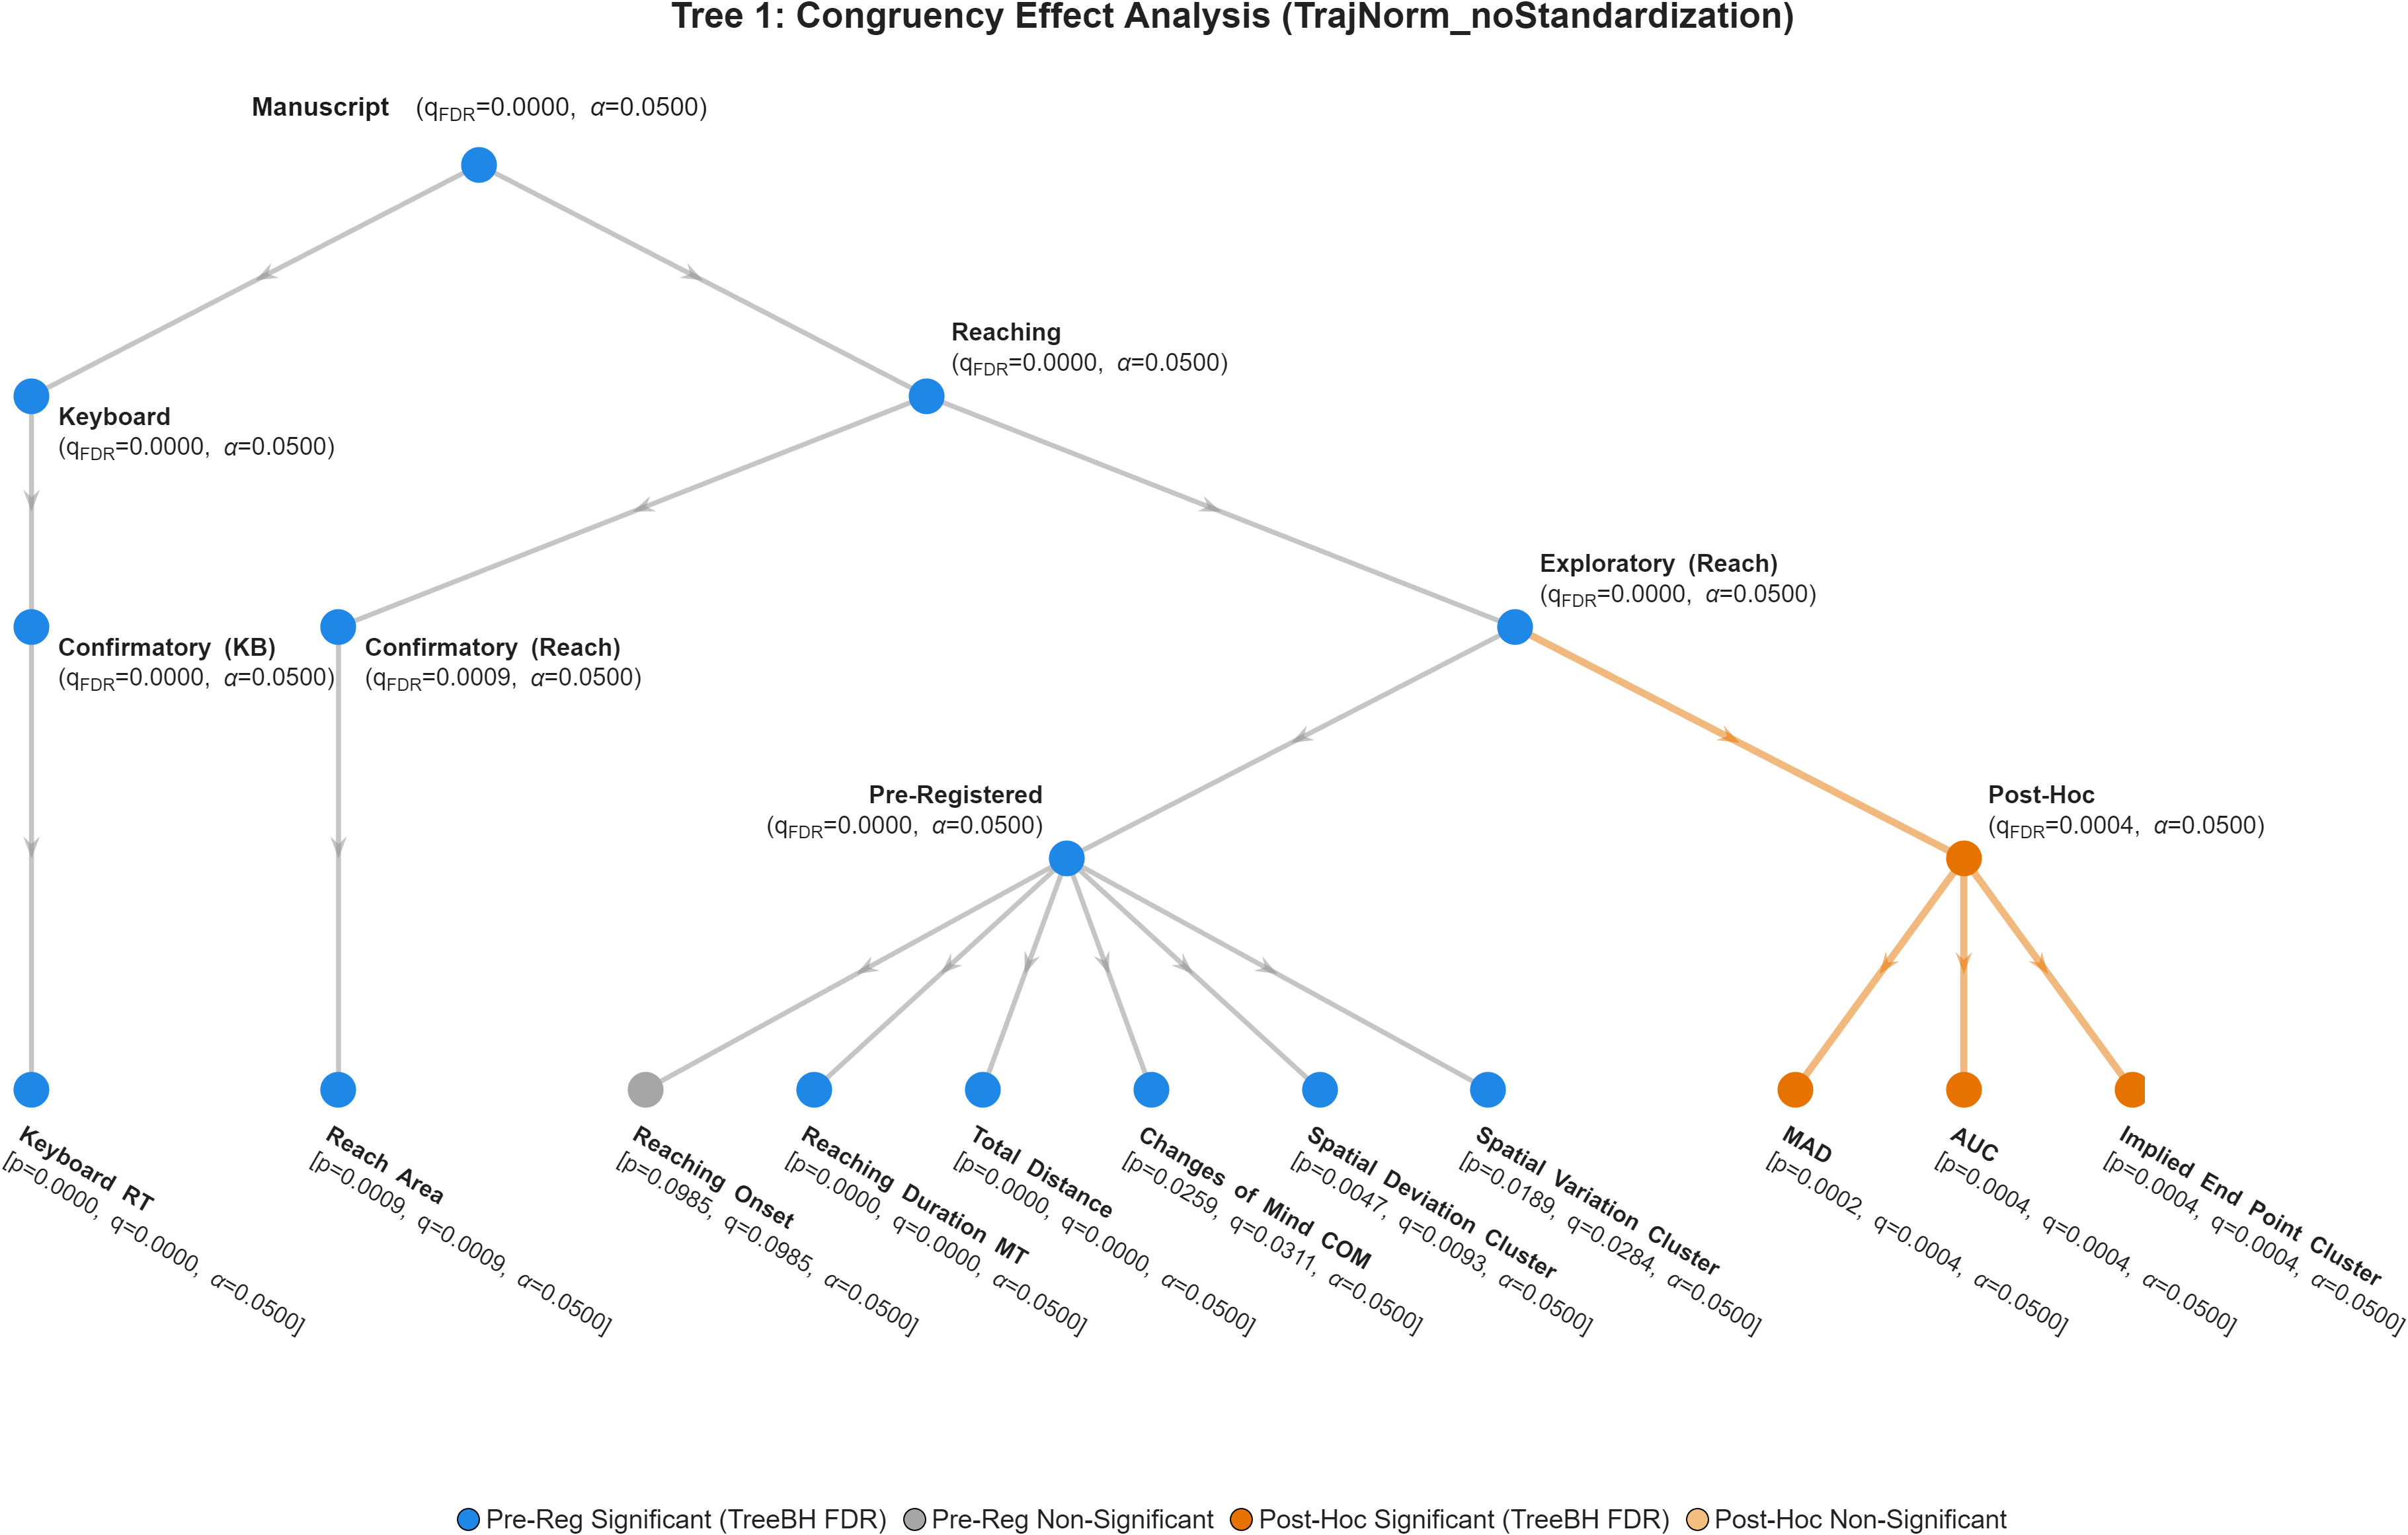 Tree 1: Congruency Effect Analysis (TrajNorm_noStandardization)
Manuscript (qFDR=0.0000, α=0.0500)
Reaching
(qFDR=0.0000, α=0.0500)
Keyboard
(qFDR=0.0000, α=0.0500)
Exploratory (Reach)
(qFDR=0.0000, α=0.0500)
Confirmatory (KB)
(qFDR=0.0000, α=0.0500)
Confirmatory (Reach)
(qFDR=0.0009, α=0.0500)
Pre-Registered
(qFDR=0.0000, α=0.0500)
Post-Hoc
(qFDR=0.0004, α=0.0500)
Keyboard RT
[p=0.0000, q=0.0000, α=0.0500]
Reach Area
[p=0.0009, q=0.0009, α=0.0500]
Reaching Onset
[p=0.0985, q=0.0985, α=0.0500]
Reaching Duration MT
[p=0.0000, q=0.0000, α=0.0500]
Total Distance
[p=0.0000, q=0.0000, α=0.0500]
Changes of Mind COM
[p=0.0259, q=0.0311, α=0.0500]
Spatial Deviation Cluster
[p=0.0047, q=0.0093, α=0.0500]
Spatial Variation Cluster
[p=0.0189, q=0.0284, α=0.0500]
MAD
[p=0.0002, q=0.0004, α=0.0500]
AUC
[p=0.0004, q=0.0004, α=0.0500]
Implied End Point Cluster
[p=0.0004, q=0.0004, α=0.0500]
Pre-Reg Significant (TreeBH FDR)
Pre-Reg Non-Significant
Post-Hoc Significant (TreeBH FDR)
Post-Hoc Non-Significant